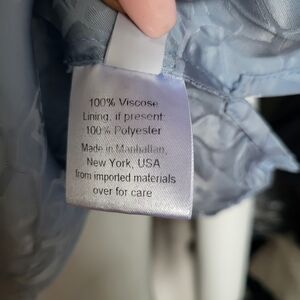 100% Viscose
Lining, if present:
100% Polyester
Made in Manhattan,
New York, USA
from imported materials
over for care